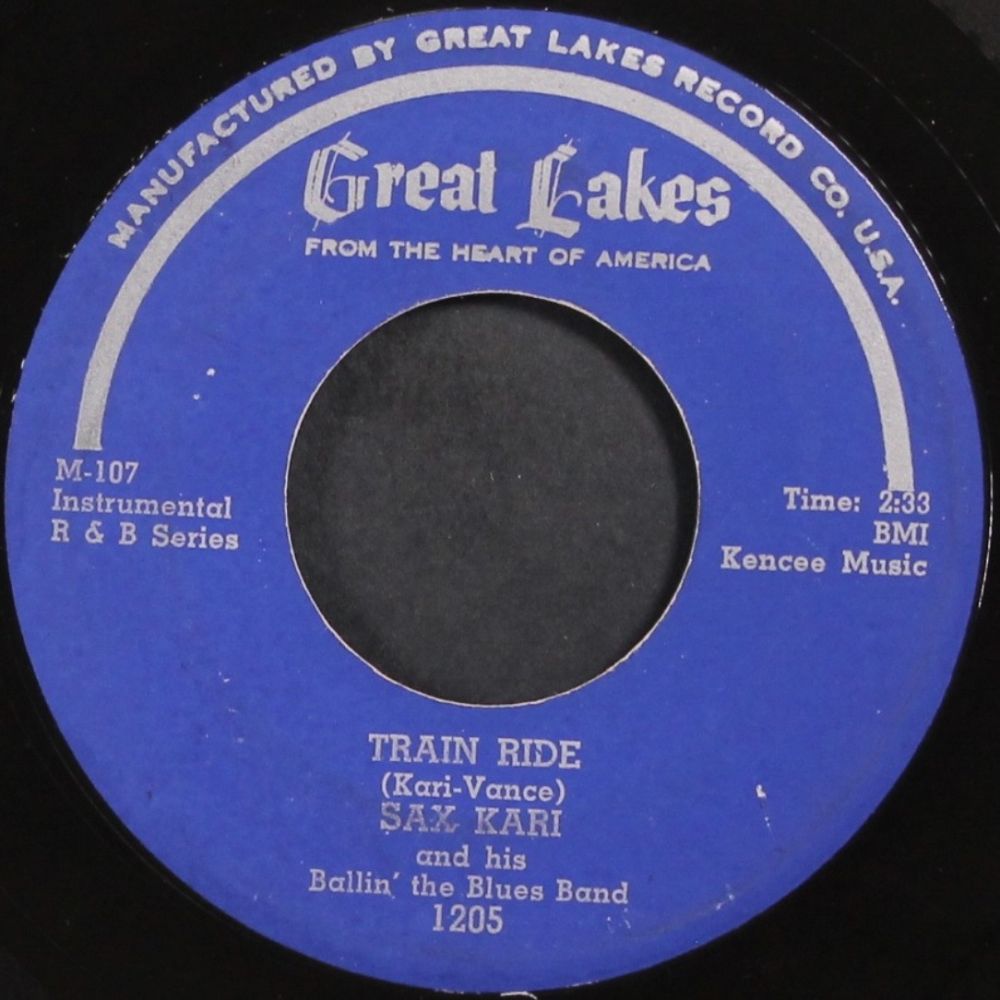 MANUFACTURED BY GREAT LAKES RECORD CO. U.S.A.
Great Lakes
FROM THE HEART OF AMERICA
M-107
Instrumental
R & B Series
Time: 2:33
BMI
Kencee Music
TRAIN RIDE
(Kari-Vance)
SAX KARI
and his
Ballin' the Blues Band
1205